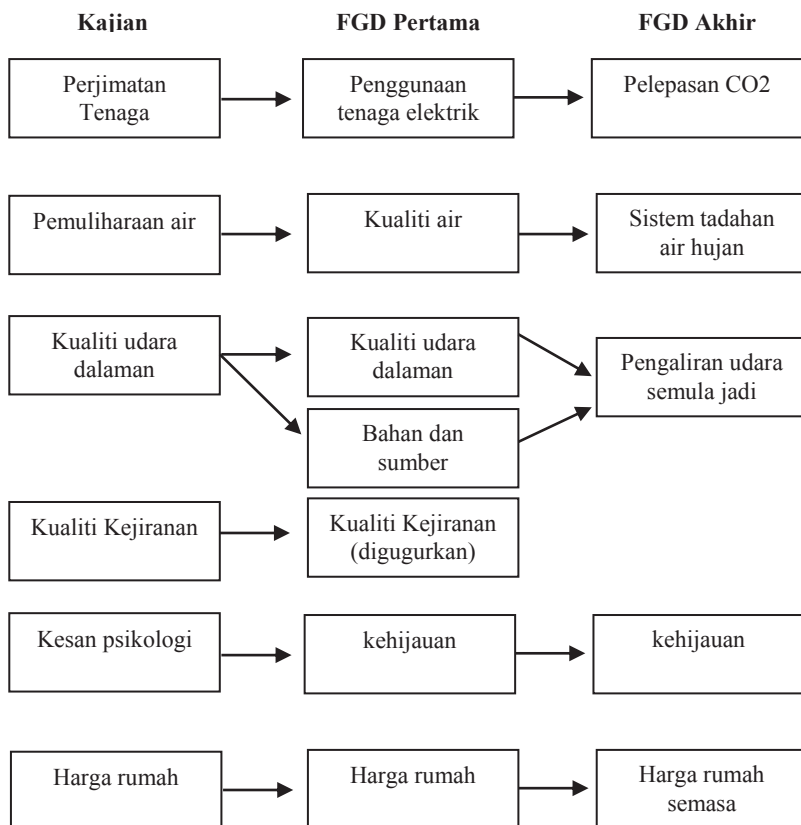 Kajian
FGD Pertama
FGD Akhir
Perjimatan
Tenaga
Penggunaan
tenaga elektrik
Pelepasan CO2
Pemuliharaan air
Kualiti air
Sistem tadahan
air hujan
Kualiti udara
dalaman
Kualiti udara
dalaman
Pengaliran udara
semula jadi
Bahan dan
sumber
Kualiti Kejiranan
Kualiti Kejiranan
(digugurkan)
Kesan psikologi
kehijauan
kehijauan
Harga rumah
Harga rumah
Harga rumah
semasa